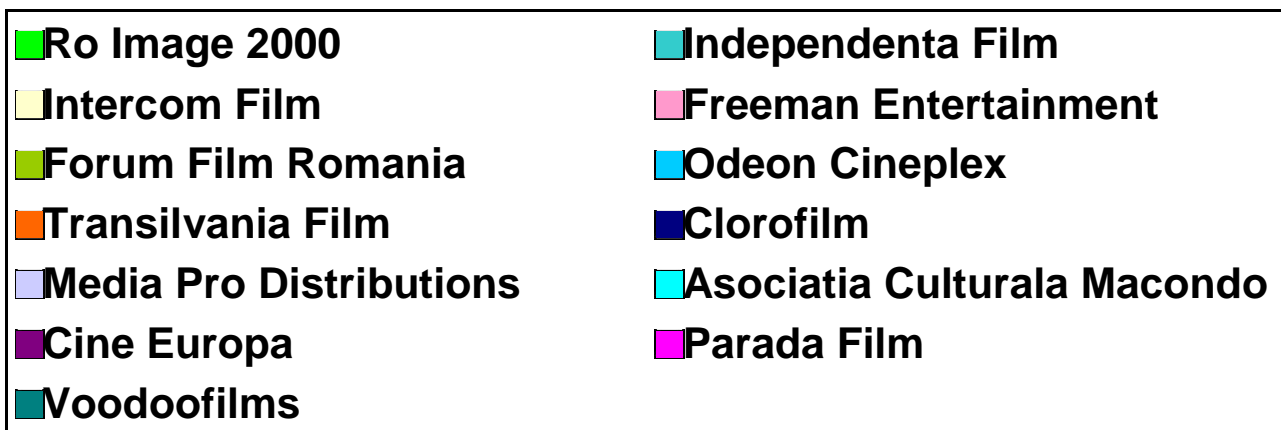 Ro Image 2000
Independenta Film
Intercom Film
Freeman Entertainment
Forum Film Romania
Odeon Cineplex
Transilvania Film
Clorofilm
Media Pro Distributions
Asociatia Culturala Macondo
Cine Europa
Parada Film
Voodoofilms